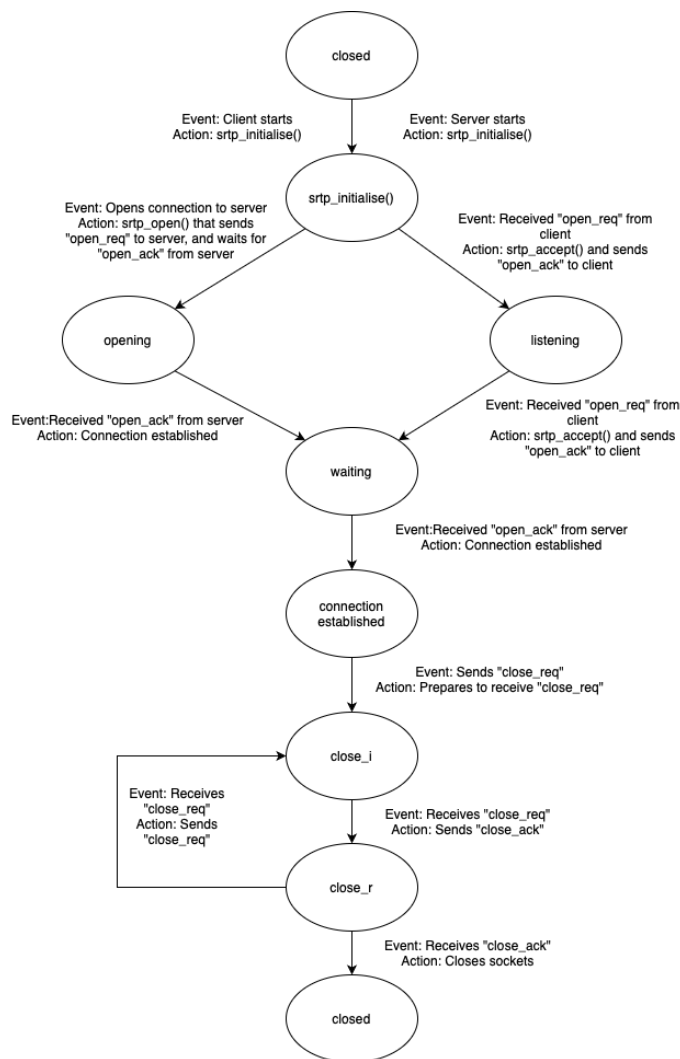 closed
Event: Client starts
Action: srtp_initialise()
Event: Server starts
Action: srtp_initialise()
srtp_initialise()
Event: Opens connection to server
Action: srtp_open() that sends
"open_req" to server, and waits for
"open_ack" from server
Event: Received "open_req" from
client
Action: srtp_accept() and sends
"open_ack" to client
opening
listening
Event:Received "open_ack" from server
Action: Connection established
Event: Received "open_req" from
client
Action: srtp_accept() and sends
"open_ack" to client
waiting
Event:Received "open_ack" from server
Action: Connection established
connection
established
Event: Sends "close_req"
Action: Prepares to receive "close_req"
close_i
Event: Receives
"close_req"
Action: Sends
"close_req"
Event: Receives "close_req"
Action: Sends "close_ack"
close_r
Event: Receives "close_ack"
Action: Closes sockets
closed